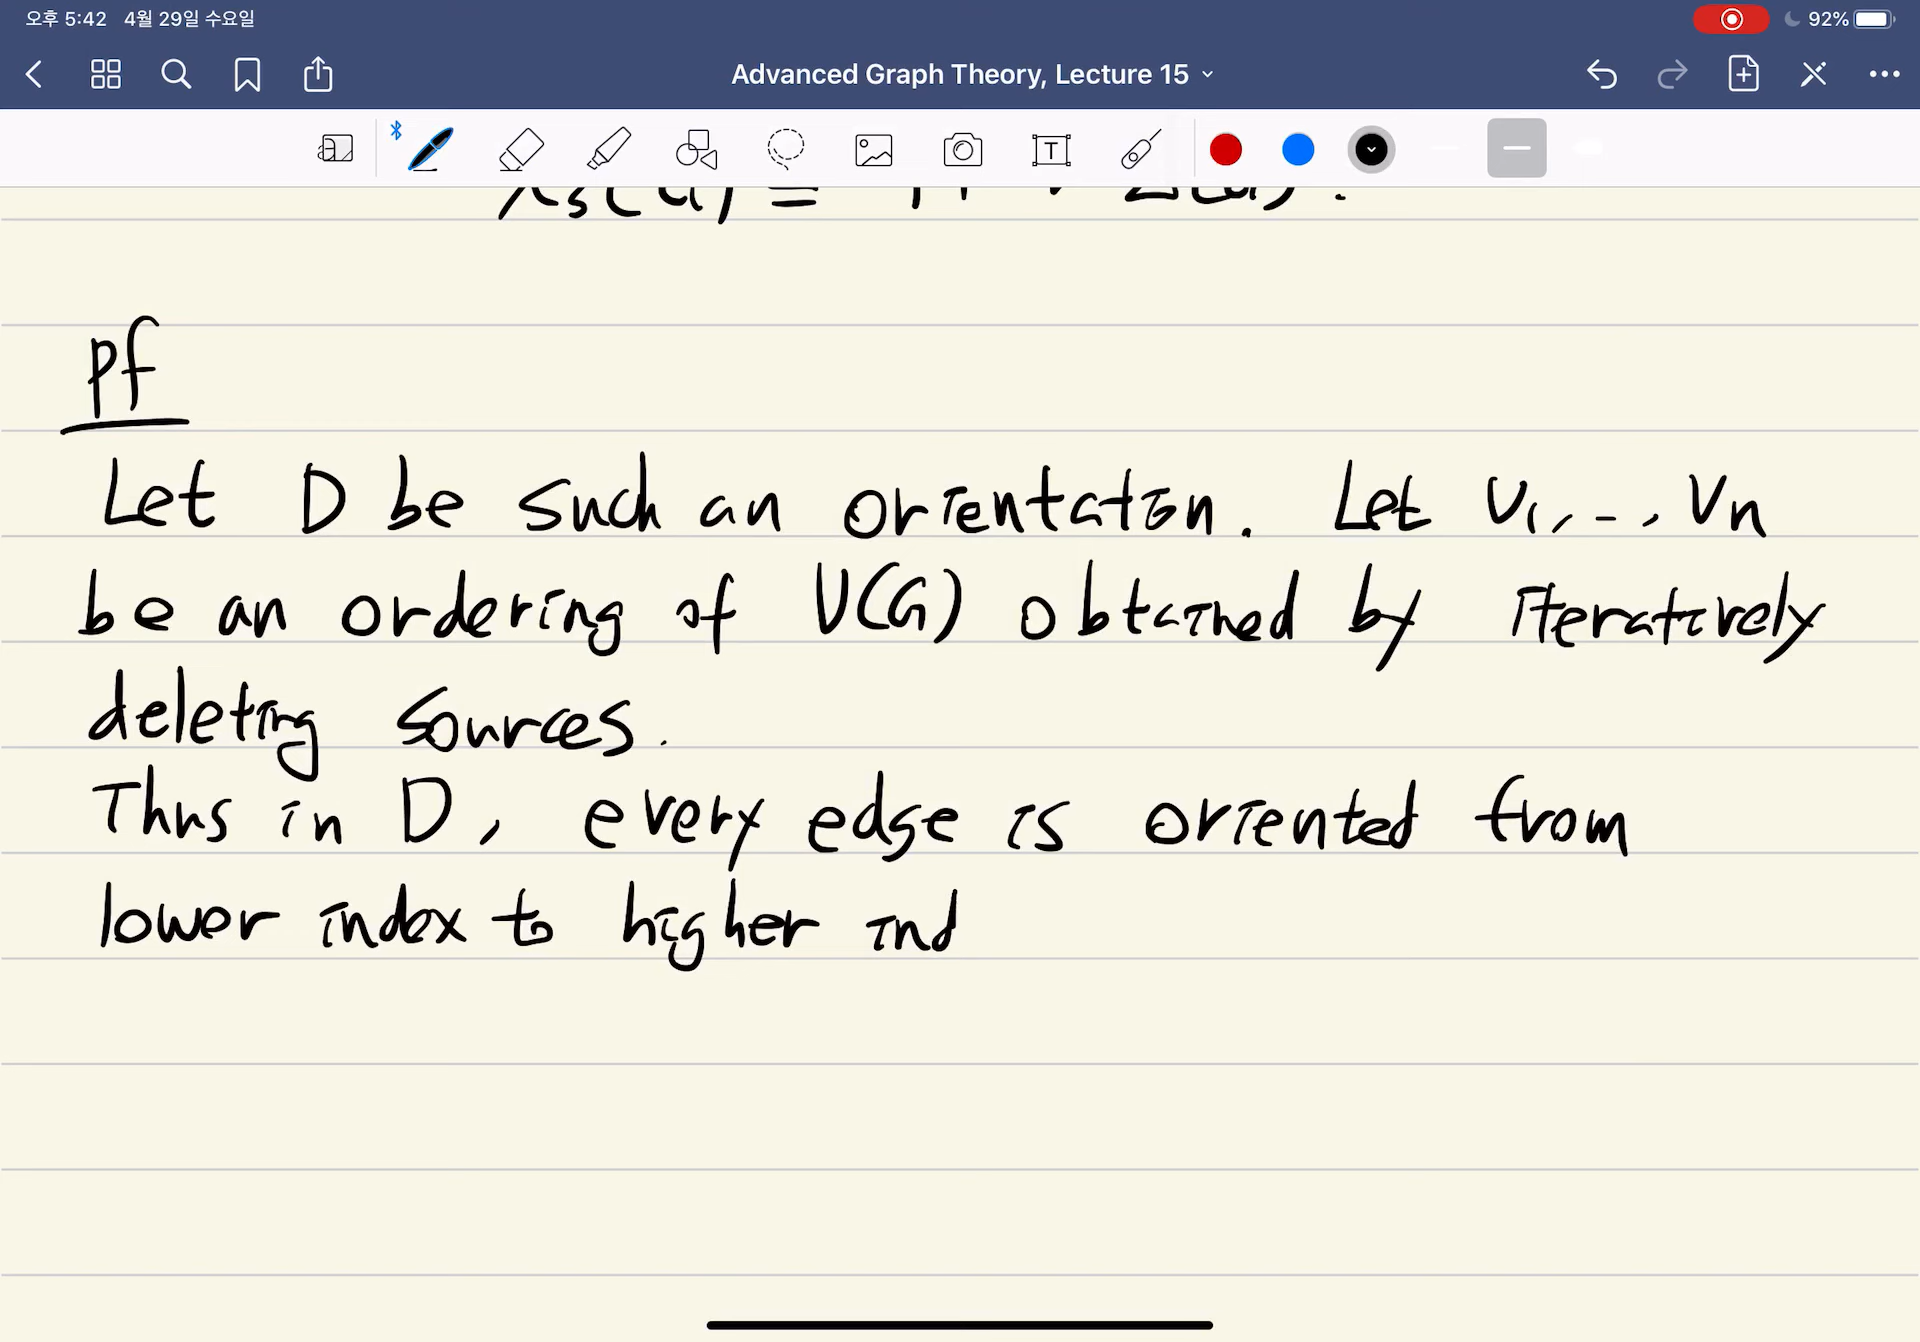 오후 5:42 4월 29일 수요일
92%
Advanced Graph Theory, Lecture 15
T
pf
Let D be such an orientation. Let v1, --, vn
be an ordering of V(G) obtained by iteratively
deleting sources.
Thus in D, every edge is oriented from
lower index to higher ind